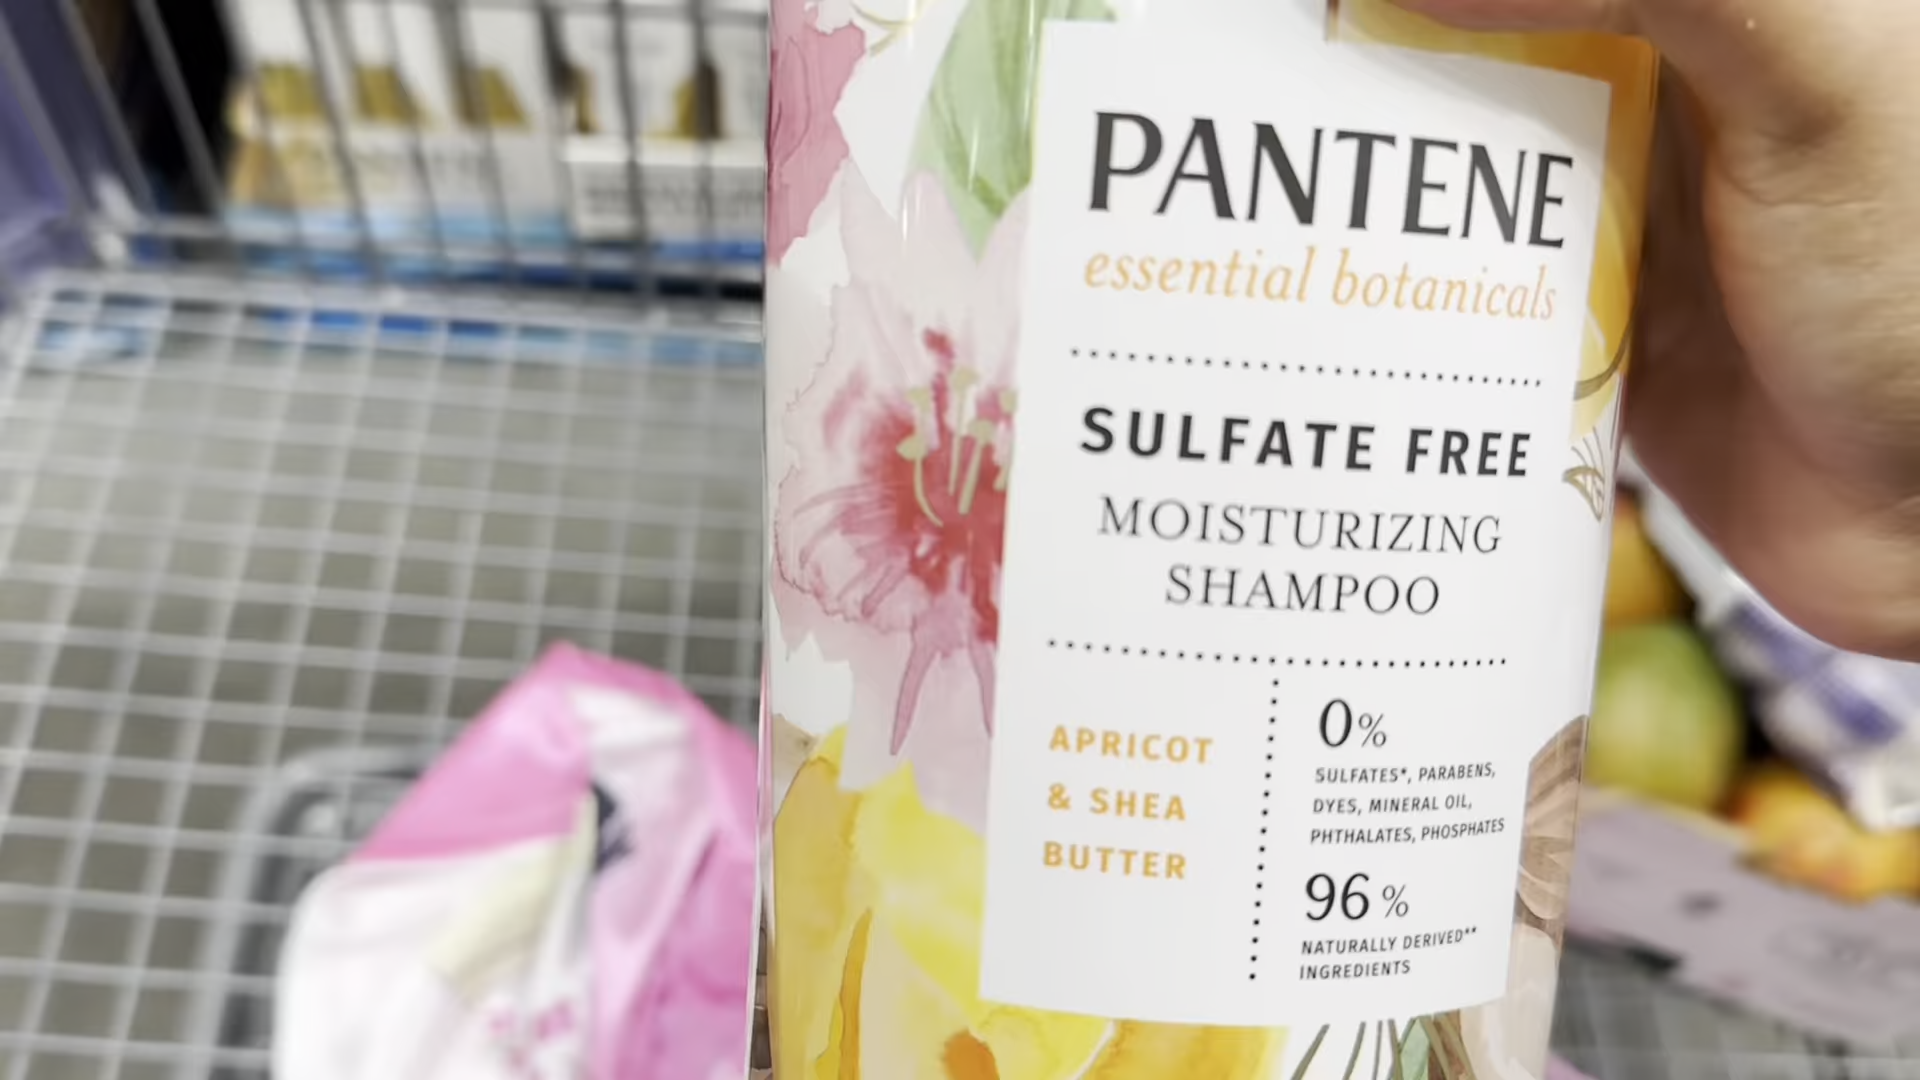 PANTENE
essential botanicals
SULFATE FREE
MOISTURIZING
SHAMPOO
APRICOT
& SHEA
BUTTER
0%
SULFATES*, PARABENS,
DYES, MINERAL OIL,
PHTHALATES, PHOSPHATES
96%
NATURALLY DERIVED**
INGREDIENTS